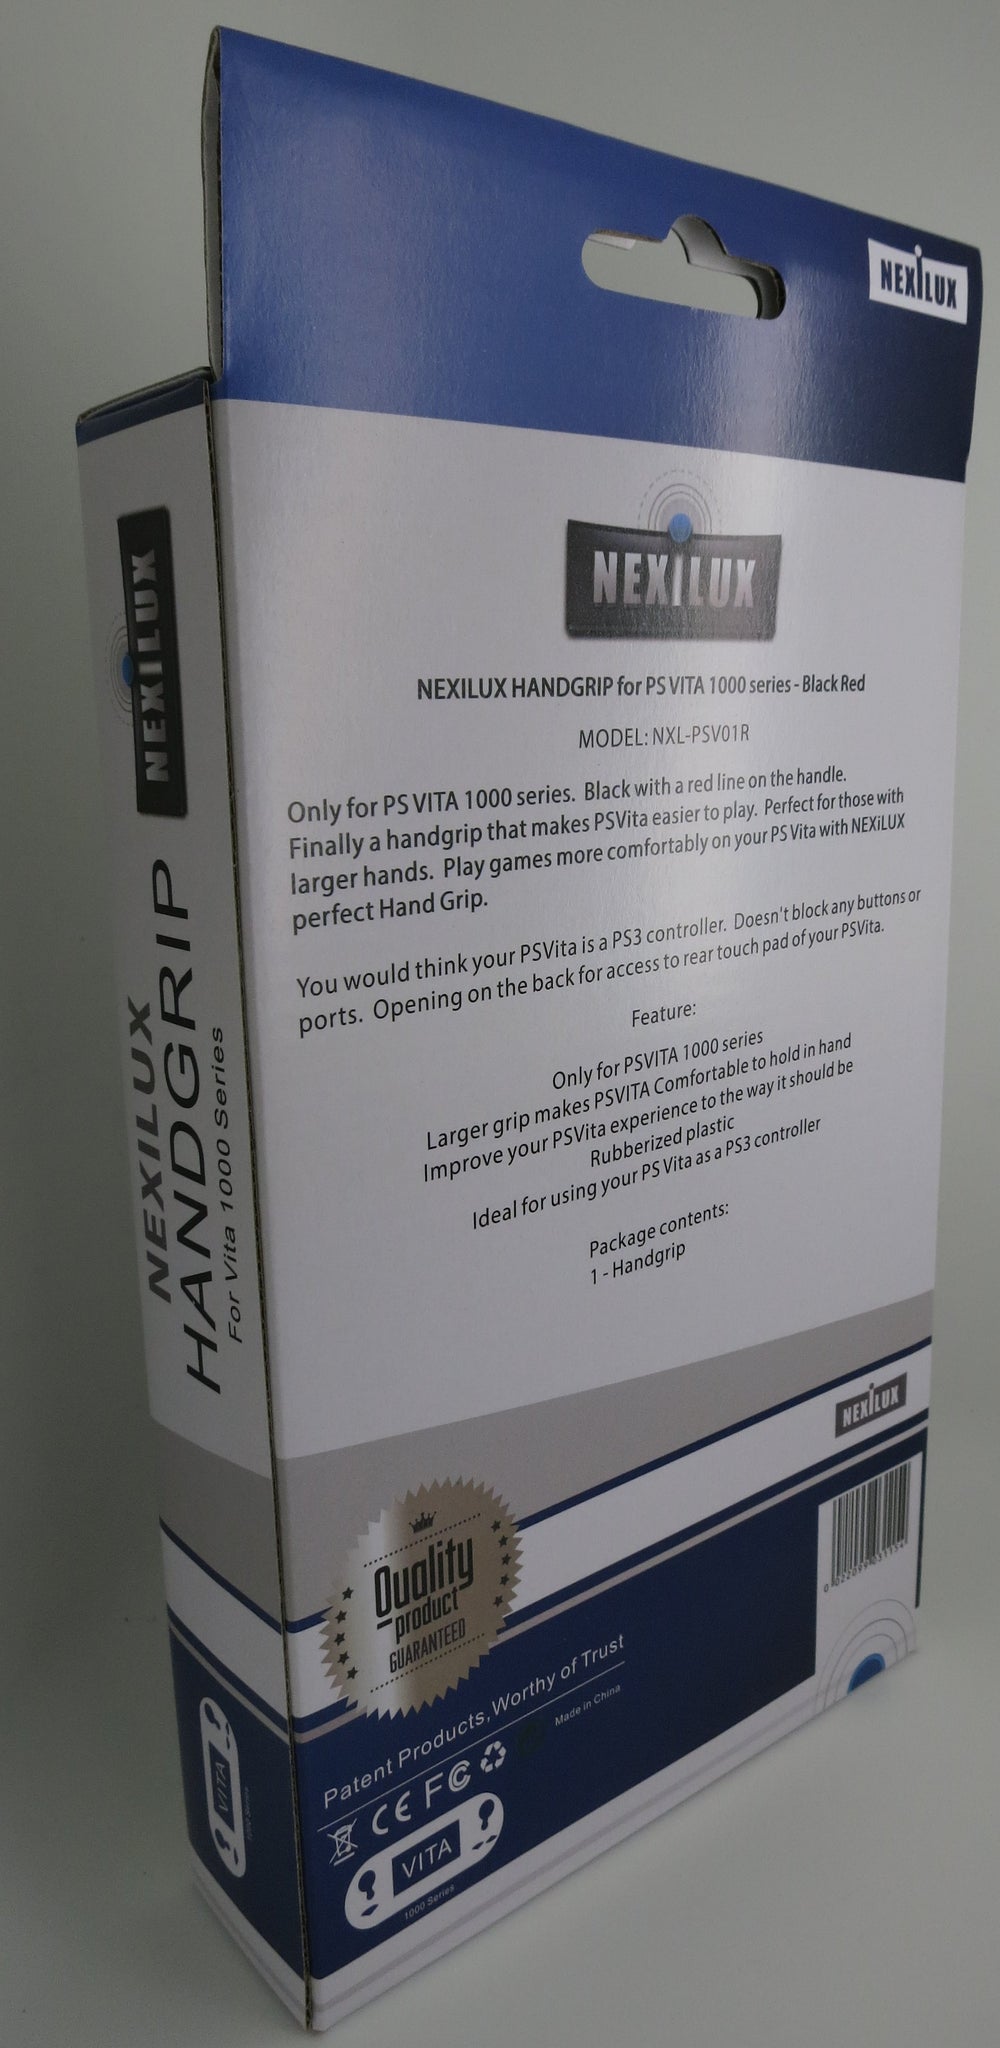 NEXiLUX
NEXiLUX
NEXILUX HANDGRIP for PS VITA 1000 series - Black Red
MODEL: NXL-PSV01R
Only for PS VITA 1000 series. Black with a red line on the handle.
Finally a handgrip that makes PSVita easier to play. Perfect for those with
larger hands. Play games more comfortably on your PS Vita with NEXiLUX
perfect Hand Grip.
You would think your PSVita is a PS3 controller. Doesn't block any buttons or
ports. Opening on the back for access to rear touch pad of your PSVita.
Feature:
Only for PSVITA 1000 series
Larger grip makes PSVITA Comfortable to hold in hand
Improve your PSVita experience to the way it should be
Rubberized plastic
Ideal for using your PS Vita as a PS3 controller
Package contents:
1 - Handgrip
NEXiLUX
Quality
product
GUARANTEED
Patent Products, Worthy of Trust
Made in China
CE FC
VITA
1000 Series
NEXiLUX
NEXILUX
HANDGRIP
For Vita 1000 Series
VITA
1000 Series